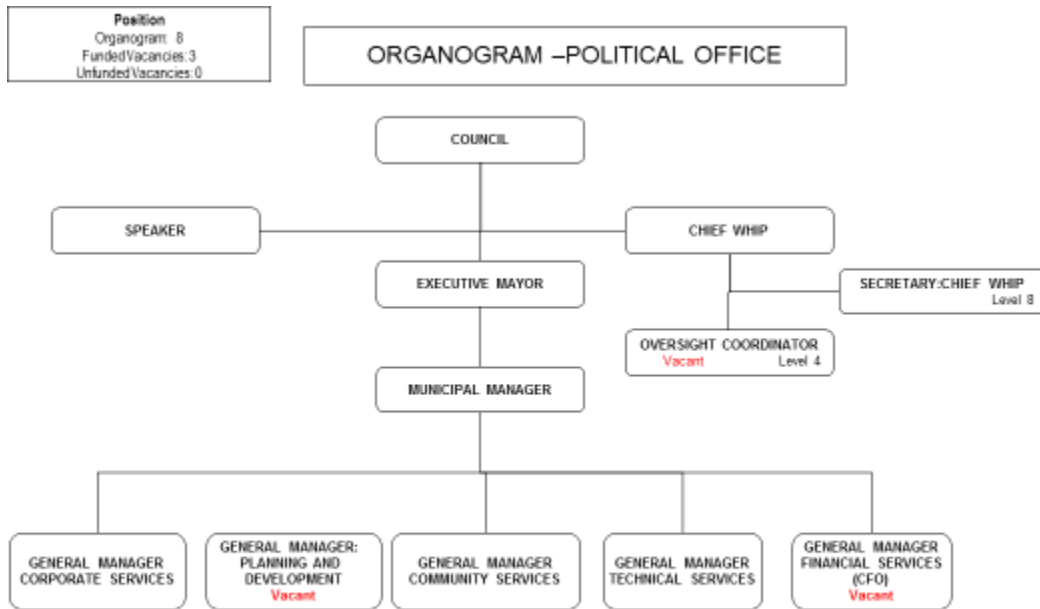 Position
Organogram: 8
Funded Vacancies: 3
Unfunded Vacancies: 0
ORGANOGRAM –POLITICAL OFFICE
COUNCIL
SPEAKER
CHIEF WHIP
EXECUTIVE MAYOR
SECRETARY:CHIEF WHIP
Level 8
OVERSIGHT COORDINATOR
Vacant Level 4
MUNICIPAL MANAGER
GENERAL MANAGER
CORPORATE SERVICES
GENERAL MANAGER:
PLANNING AND
DEVELOPMENT
Vacant
GENERAL MANAGER
COMMUNITY SERVICES
GENERAL MANAGER
TECHNICAL SERVICES
GENERAL MANAGER
FINANCIAL SERVICES
(CFO)
Vacant